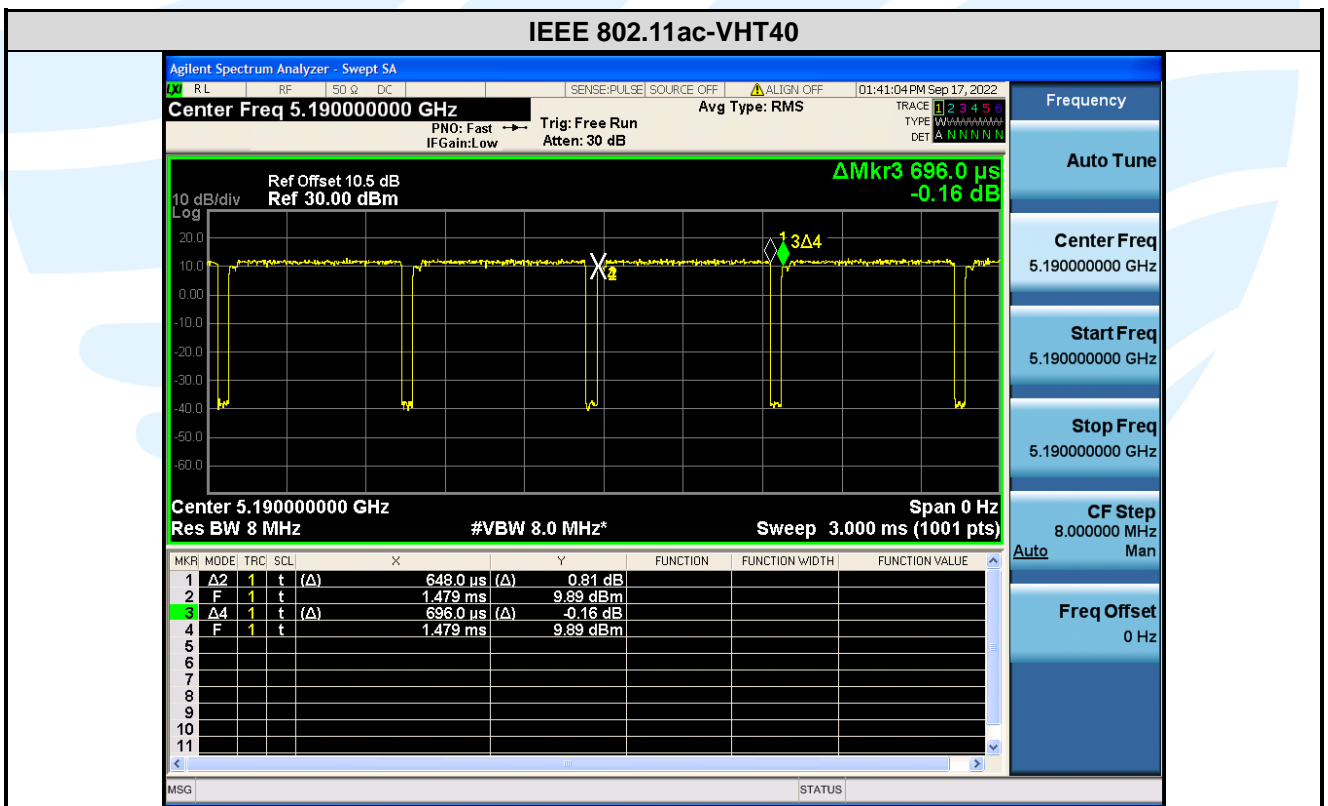 IEEE 802.11ac-VHT40
Agilent Spectrum Analyzer - Swept SA
LXI RL RF 50 Ω DC SENSE:PULSE SOURCE OFF ALIGN OFF 01:41:04 PM Sep 17, 2022
Center Freq 5.190000000 GHz Avg Type: RMS TRACE 1 2 3 4 5 6
PNO: Fast Trig: Free Run TYPE WWWWWW
IFGain:Low Atten: 30 dB DET A N N N N N
ΔMkr3 696.0 µs
-0.16 dB
Ref Offset 10.5 dB
10 dB/div Ref 30.00 dBm
Log
20.0
10.0
0.00
-10.0
-20.0
-30.0
-40.0
-50.0
-60.0
1 3Δ4
2
Center 5.190000000 GHz Span 0 Hz
Res BW 8 MHz #VBW 8.0 MHz* Sweep 3.000 ms (1001 pts)
MKR MODE TRC SCL X Y FUNCTION FUNCTION WIDTH FUNCTION VALUE
1 Δ2 1 t (Δ) 648.0 µs (Δ) 0.81 dB
2 F 1 t 1.479 ms 9.89 dBm
3 Δ4 1 t (Δ) 696.0 µs (Δ) -0.16 dB
4 F 1 t 1.479 ms 9.89 dBm
5
6
7
8
9
10
11
MSG STATUS
Frequency
Auto Tune
Center Freq
5.190000000 GHz
Start Freq
5.190000000 GHz
Stop Freq
5.190000000 GHz
CF Step
8.000000 MHz
Auto Man
Freq Offset
0 Hz